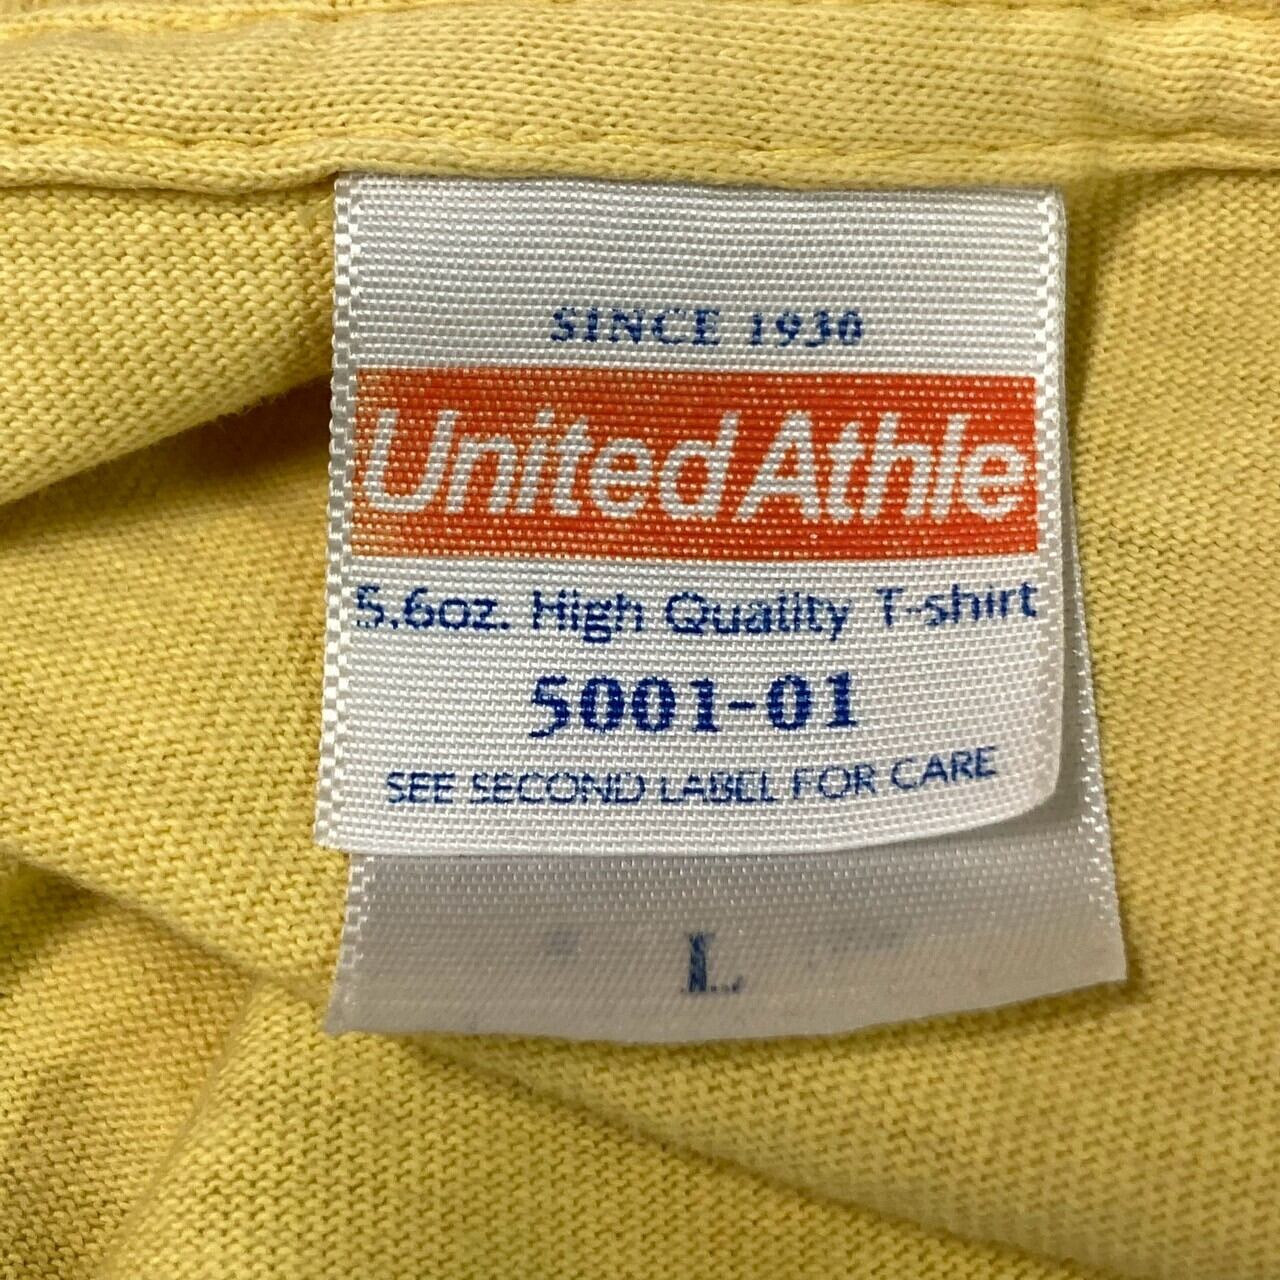 SINCE 1930
United Athle
5.6oz. High Quality T-shirt
5001-01
SEE SECOND LABEL FOR CARE
L